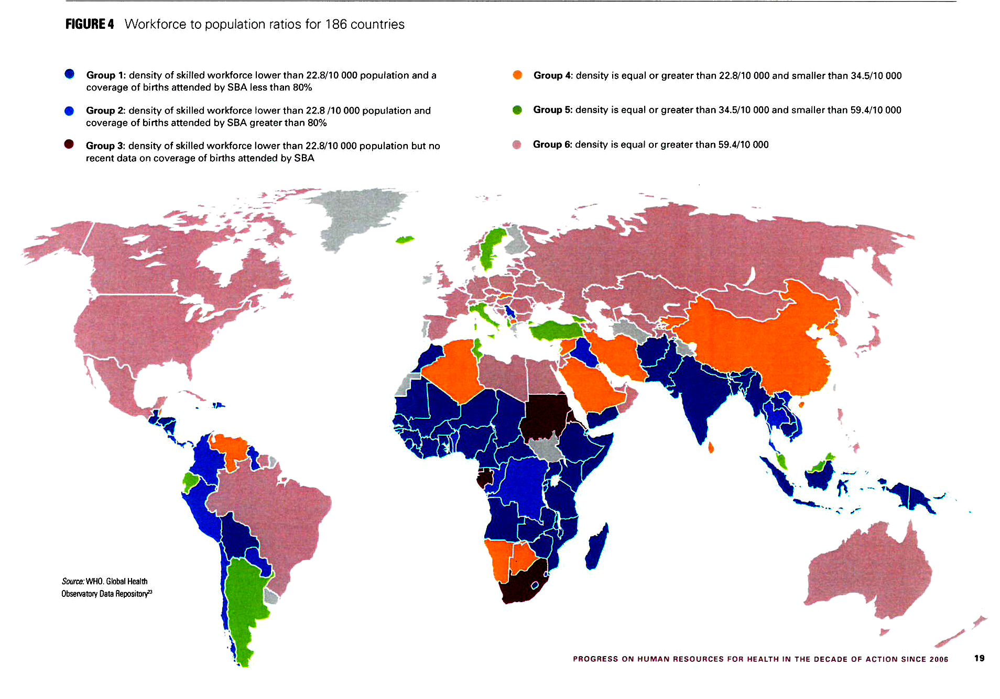 FIGURE 4 Workforce to population ratios for 186 countries
Group 1: density of skilled workforce lower than 22.8/10 000 population and a
coverage of births attended by SBA less than 80%
Group 2: density of skilled workforce lower than 22.8 /10 000 population and
coverage of births attended by SBA greater than 80%
Group 3: density of skilled workforce lower than 22.8/10 000 population but no
recent data on coverage of births attended by SBA
Group 4: density is equal or greater than 22.8/10 000 and smaller than 34.5/10 000
Group 5: density is equal or greater than 34.5/10 000 and smaller than 59.4/10 000
Group 6: density is equal or greater than 59.4/10 000
Source: WHO. Global Health
Observatory Data Repository23
PROGRESS ON HUMAN RESOURCES FOR HEALTH IN THE DECADE OF ACTION SINCE 2006 19